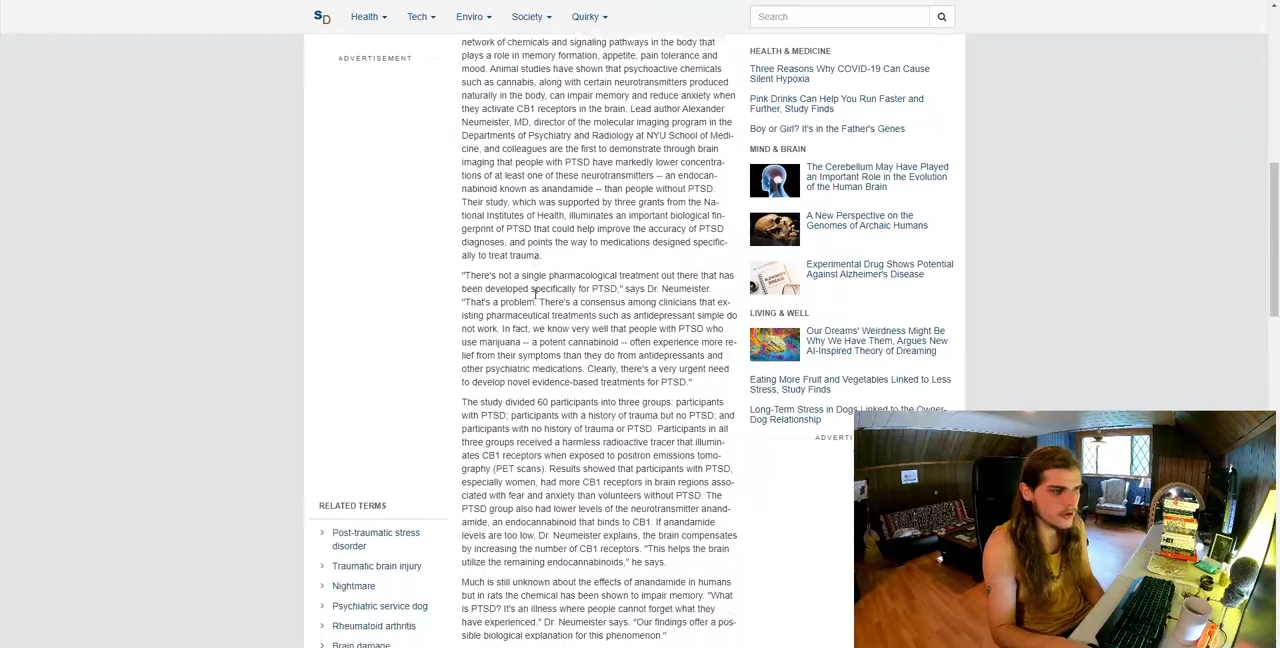 SD
Health
Tech
Enviro
Society
Quirky
Search
ADVERTISEMENT
network of chemicals and signaling pathways in the body that
plays a role in memory formation, appetite, pain tolerance and
mood. Animal studies have shown that psychoactive chemicals
such as cannabis, along with certain neurotransmitters produced
naturally in the body, can impair memory and reduce anxiety when
they activate CB1 receptors in the brain. Lead author Alexander
Neumeister, MD, director of the molecular imaging program in the
Departments of Psychiatry and Radiology at NYU School of Medi-
cine, and colleagues are the first to demonstrate through brain
imaging that people with PTSD have markedly lower concentra-
tions of at least one of these neurotransmitters -- an endocan-
nabinoid known as anandamide -- than people without PTSD.
Their study, which was supported by three grants from the Na-
tional Institutes of Health, illuminates an important biological fin-
gerprint of PTSD that could help improve the accuracy of PTSD
diagnoses, and points the way to medications designed specific-
ally to treat trauma.
"There's not a single pharmacological treatment out there that has
been developed specifically for PTSD," says Dr. Neumeister.
"That's a problem. There's a consensus among clinicians that ex-
isting pharmaceutical treatments such as antidepressant simple do
not work. In fact, we know very well that people with PTSD who
use marijuana -- a potent cannabinoid -- often experience more re-
lief from their symptoms than they do from antidepressants and
other psychiatric medications. Clearly, there's a very urgent need
to develop novel evidence-based treatments for PTSD."
The study divided 60 participants into three groups: participants
with PTSD; participants with a history of trauma but no PTSD; and
participants with no history of trauma or PTSD. Participants in all
three groups received a harmless radioactive tracer that illumin-
ates CB1 receptors when exposed to positron emissions tomo-
graphy (PET scans). Results showed that participants with PTSD,
especially women, had more CB1 receptors in brain regions asso-
ciated with fear and anxiety than volunteers without PTSD. The
PTSD group also had lower levels of the neurotransmitter anand-
amide, an endocannabinoid that binds to CB1. If anandamide
levels are too low, Dr. Neumeister explains, the brain compensates
by increasing the number of CB1 receptors. "This helps the brain
utilize the remaining endocannabinoids," he says.
Much is still unknown about the effects of anandamide in humans
but in rats the chemical has been shown to impair memory. "What
is PTSD? It's an illness where people cannot forget what they
have experienced." Dr. Neumeister says. "Our findings offer a pos-
sible biological explanation for this phenomenon."
RELATED TERMS
Post-traumatic stress
disorder
Traumatic brain injury
Nightmare
Psychiatric service dog
Rheumatoid arthritis
Brain damage
HEALTH & MEDICINE
Three Reasons Why COVID-19 Can Cause
Silent Hypoxia
Pink Drinks Can Help You Run Faster and
Further, Study Finds
Boy or Girl? It's in the Father's Genes
MIND & BRAIN
The Cerebellum May Have Played
an Important Role in the Evolution
of the Human Brain
A New Perspective on the
Genomes of Archaic Humans
Experimental Drug Shows Potential
Against Alzheimer's Disease
LIVING & WELL
Our Dreams' Weirdness Might Be
Why We Have Them, Argues New
AI-Inspired Theory of Dreaming
Eating More Fruit and Vegetables Linked to Less
Stress, Study Finds
Long-Term Stress in Dogs Linked to the Owner-
Dog Relationship
ADVERTI